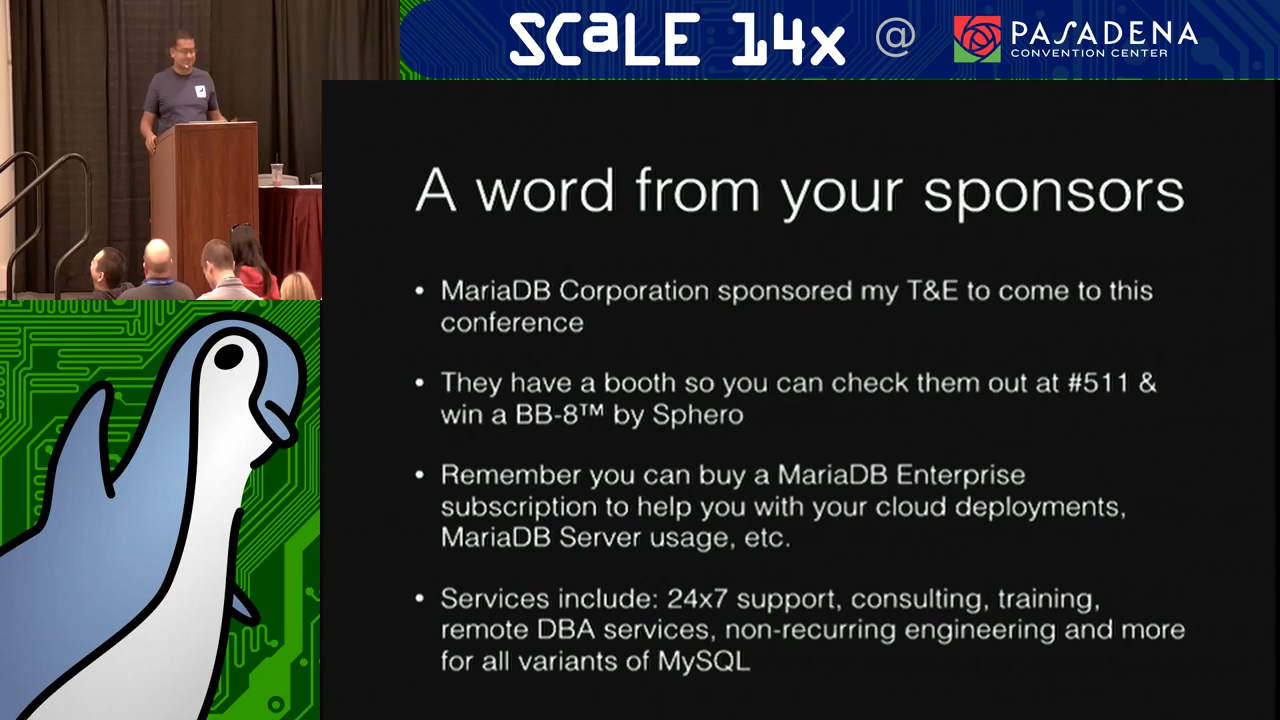 SCaLE 14x @ PASADENA
CONVENTION CENTER
A word from your sponsors
• MariaDB Corporation sponsored my T&E to come to this
conference
• They have a booth so you can check them out at #511 &
win a BB-8™ by Sphero
• Remember you can buy a MariaDB Enterprise
subscription to help you with your cloud deployments,
MariaDB Server usage, etc.
• Services include: 24x7 support, consulting, training,
remote DBA services, non-recurring engineering and more
for all variants of MySQL